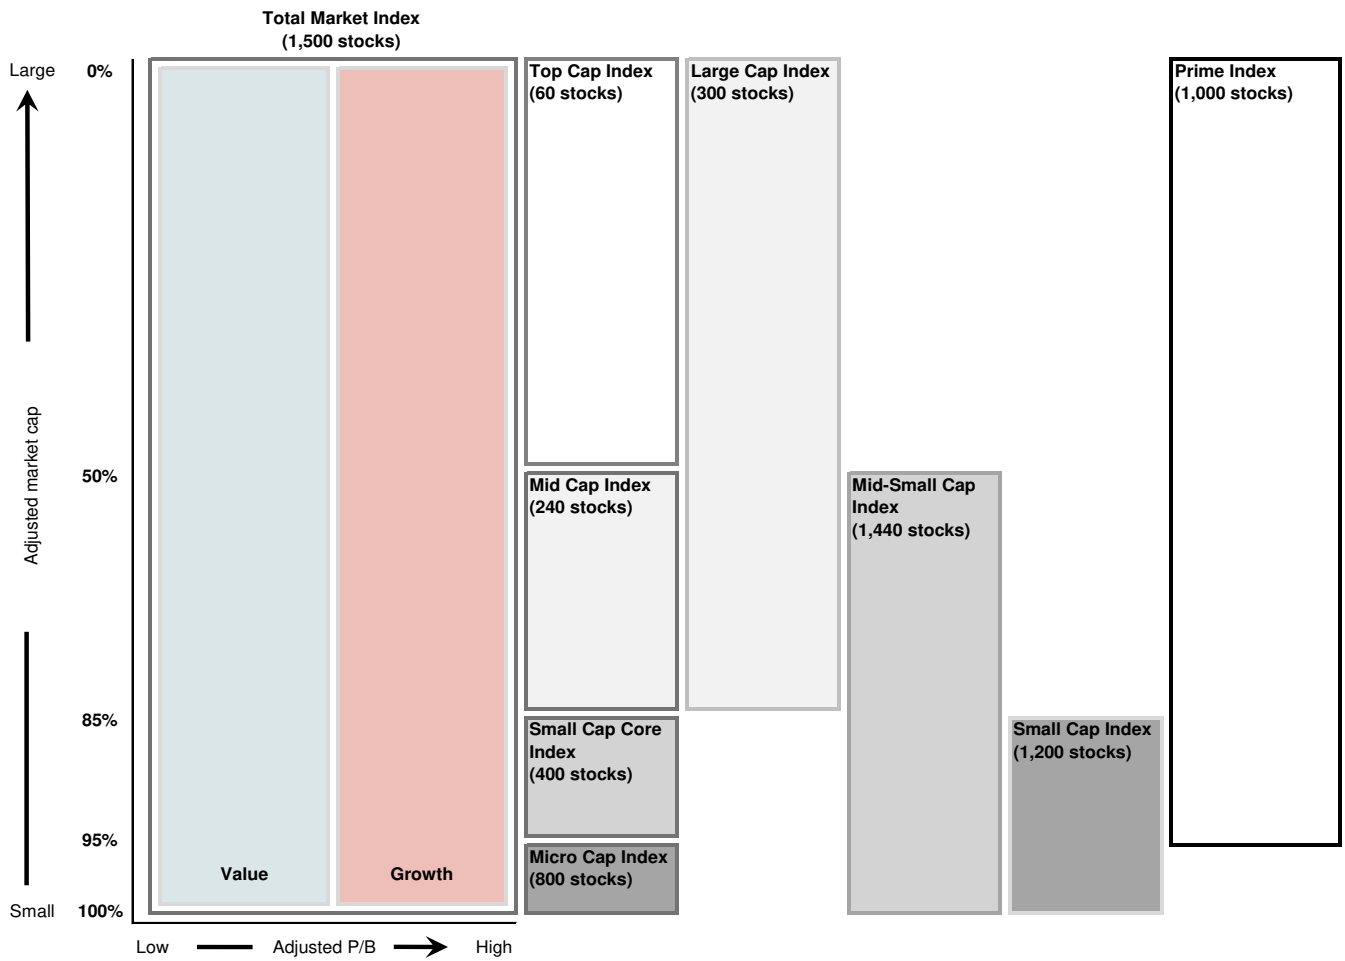 Total Market Index
(1,500 stocks)
Large
0%
Top Cap Index
(60 stocks)
Large Cap Index
(300 stocks)
Prime Index
(1,000 stocks)
Adjusted market cap
50%
Mid Cap Index
(240 stocks)
Mid-Small Cap
Index
(1,440 stocks)
85%
Small Cap Core
Index
(400 stocks)
Small Cap Index
(1,200 stocks)
95%
Micro Cap Index
(800 stocks)
Value
Growth
Small
100%
Low
Adjusted P/B
High